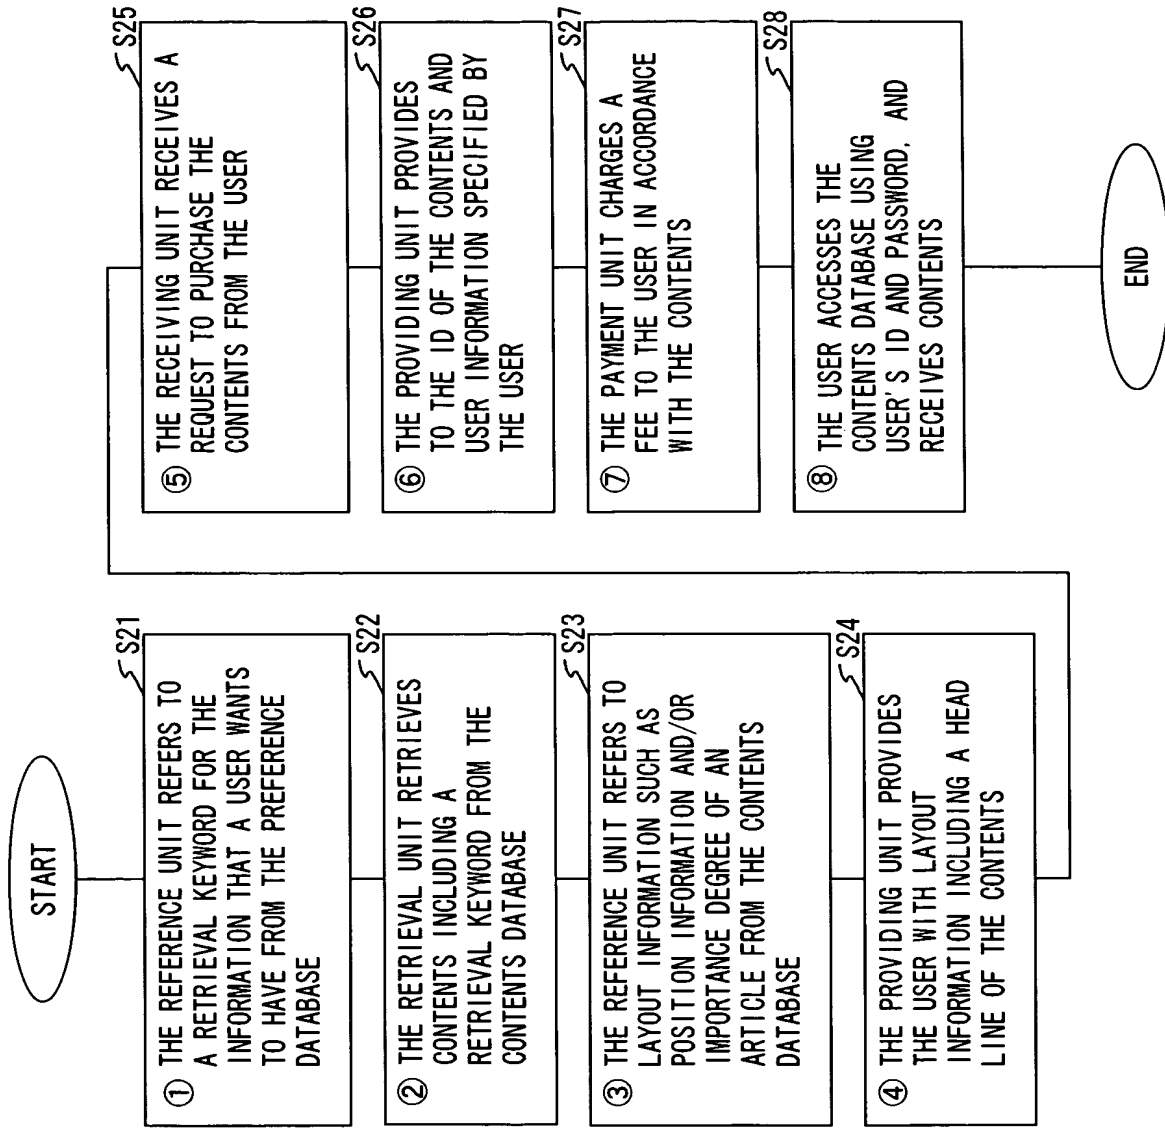 START
S21
① THE REFERENCE UNIT REFERS TO
A RETRIEVAL KEYWORD FOR THE
INFORMATION THAT A USER WANTS
TO HAVE FROM THE PREFERENCE
DATABASE
S22
② THE RETRIEVAL UNIT RETRIEVES
CONTENTS INCLUDING A
RETRIEVAL KEYWORD FROM THE
CONTENTS DATABASE
S23
③ THE REFERENCE UNIT REFERS TO
LAYOUT INFORMATION SUCH AS
POSITION INFORMATION AND/OR
IMPORTANCE DEGREE OF AN
ARTICLE FROM THE CONTENTS
DATABASE
S24
④ THE PROVIDING UNIT PROVIDES
THE USER WITH LAYOUT
INFORMATION INCLUDING A HEAD
LINE OF THE CONTENTS
S25
⑤ THE RECEIVING UNIT RECEIVES A
REQUEST TO PURCHASE THE
CONTENTS FROM THE USER
S26
⑥ THE PROVIDING UNIT PROVIDES
TO THE ID OF THE CONTENTS AND
USER INFORMATION SPECIFIED BY
THE USER
S27
⑦ THE PAYMENT UNIT CHARGES A
FEE TO THE USER IN ACCORDANCE
WITH THE CONTENTS
S28
⑧ THE USER ACCESSES THE
CONTENTS DATABASE USING
USER'S ID AND PASSWORD, AND
RECEIVES CONTENTS
END